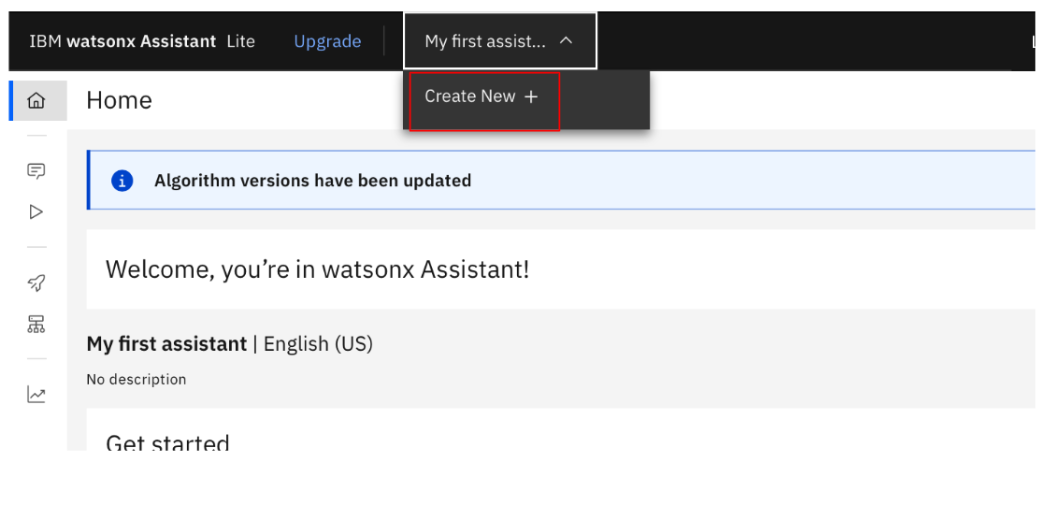 IBM watsonx Assistant Lite Upgrade My first assist...
Create New +
Home
Algorithm versions have been updated
Welcome, you’re in watsonx Assistant!
My first assistant | English (US)
No description
Get started